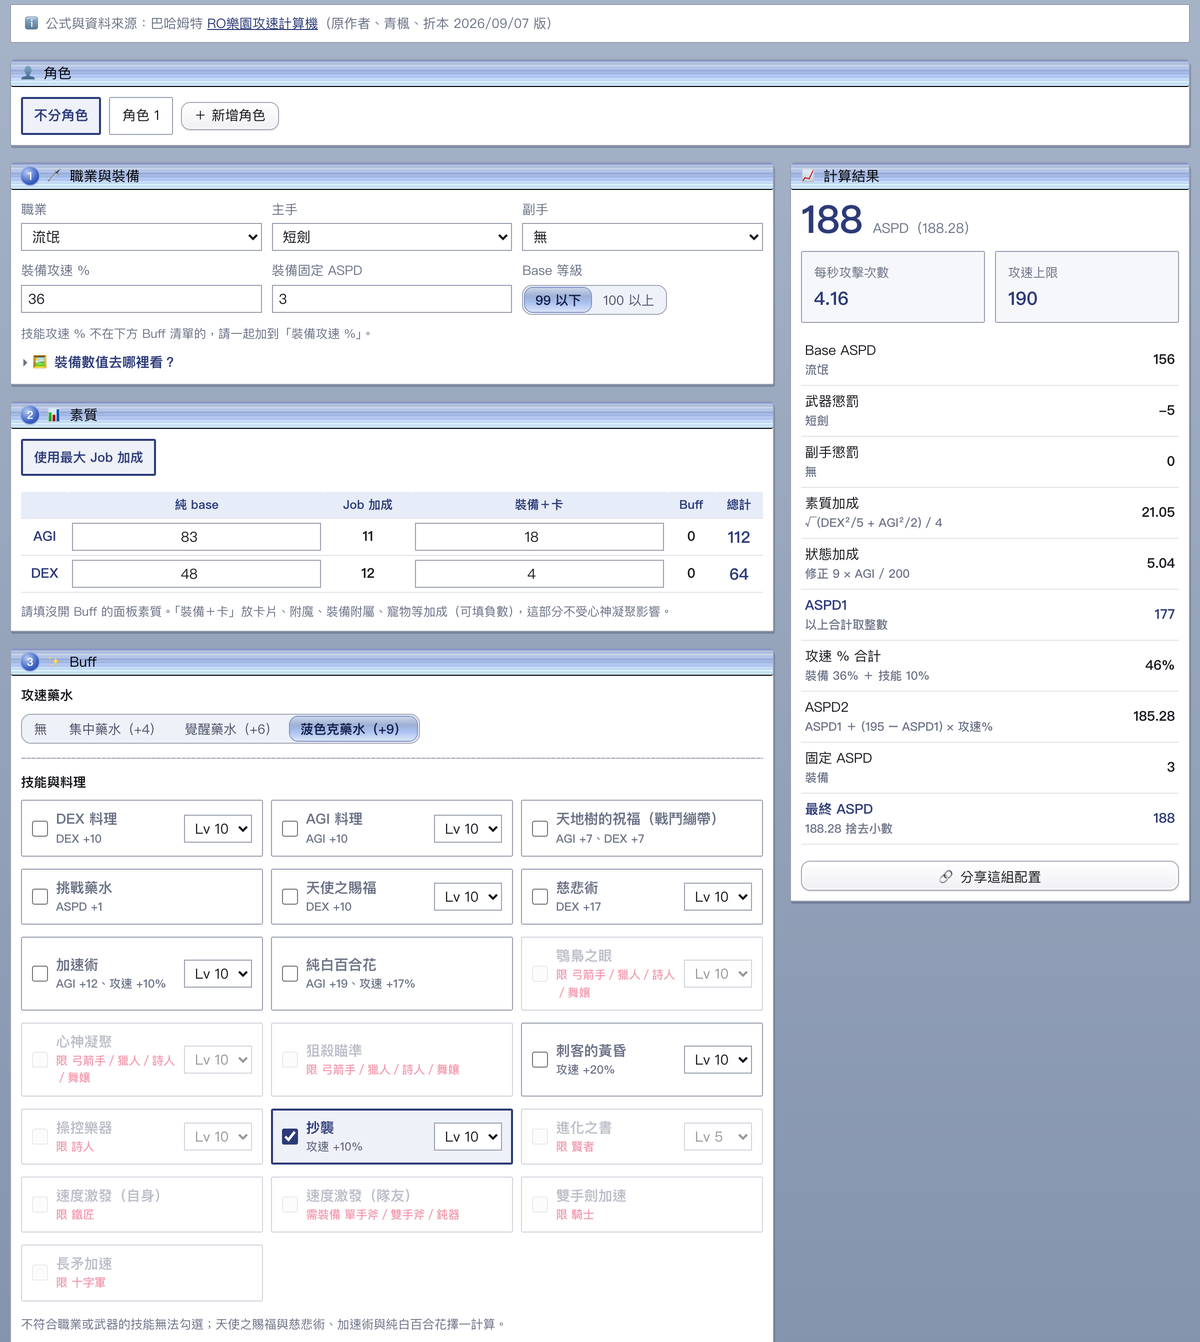 公式與資料來源：巴哈姆特 RO樂園攻速計算機（原作者、青楓、折本 2026/09/07 版）
角色
不分角色 角色 1 ＋ 新增角色
1 職業與裝備
職業 主手 副手
流氓 短劍 無
裝備攻速 % 裝備固定 ASPD Base 等級
36 3 99 以下 100 以上
技能攻速 % 不在下方 Buff 清單的，請一起加到「裝備攻速 %」。
裝備數值去哪裡看？
2 素質
使用最大 Job 加成
純 base Job 加成 裝備＋卡 Buff 總計
AGI 83 11 18 0 112
DEX 48 12 4 0 64
請填沒開 Buff 的面板素質。「裝備＋卡」放卡片、附魔、裝備附屬、寵物等加成（可填負數），這部分不受心神凝聚影響。
3 Buff
攻速藥水
無 集中藥水（+4） 覺醒藥水（+6） 菠色克藥水（+9）
技能與料理
DEX 料理 Lv 10
DEX +10
AGI 料理 Lv 10
AGI +10
天地樹的祝福（戰鬥繃帶）
AGI +7、DEX +7
挑戰藥水
ASPD +1
天使之賜福 Lv 10
DEX +10
慈悲術 Lv 10
DEX +17
加速術 Lv 10
AGI +12、攻速 +10%
純白百合花
AGI +19、攻速 +17%
鴞梟之眼 Lv 10
限 弓箭手 / 獵人 / 詩人
/ 舞孃
心神凝聚 Lv 10
限 弓箭手 / 獵人 / 詩人
/ 舞孃
狙殺瞄準
限 弓箭手 / 獵人 / 詩人 / 舞孃
刺客的黃昏 Lv 10
攻速 +20%
操控樂器 Lv 10
限 詩人
抄襲 Lv 10
攻速 +10%
進化之書 Lv 5
限 賢者
速度激發（自身）
限 鐵匠
速度激發（隊友）
需裝備 單手斧 / 雙手斧 / 鈍器
雙手劍加速
限 騎士
長矛加速
限 十字軍
不符合職業或武器的技能無法勾選；天使之賜福與慈悲術、加速術與純白百合花擇一計算。
計算結果
188 ASPD（188.28）
每秒攻擊次數 攻速上限
4.16 190
Base ASPD 156
流氓
武器懲罰 −5
短劍
副手懲罰 0
無
素質加成 21.05
√(DEX²/5 + AGI²/2) / 4
狀態加成 5.04
修正 9 × AGI / 200
ASPD1 177
以上合計取整數
攻速 % 合計 46%
裝備 36% ＋ 技能 10%
ASPD2 185.28
ASPD1 ＋ (195 − ASPD1) × 攻速%
固定 ASPD 3
裝備
最終 ASPD 188
188.28 捨去小數
分享這組配置